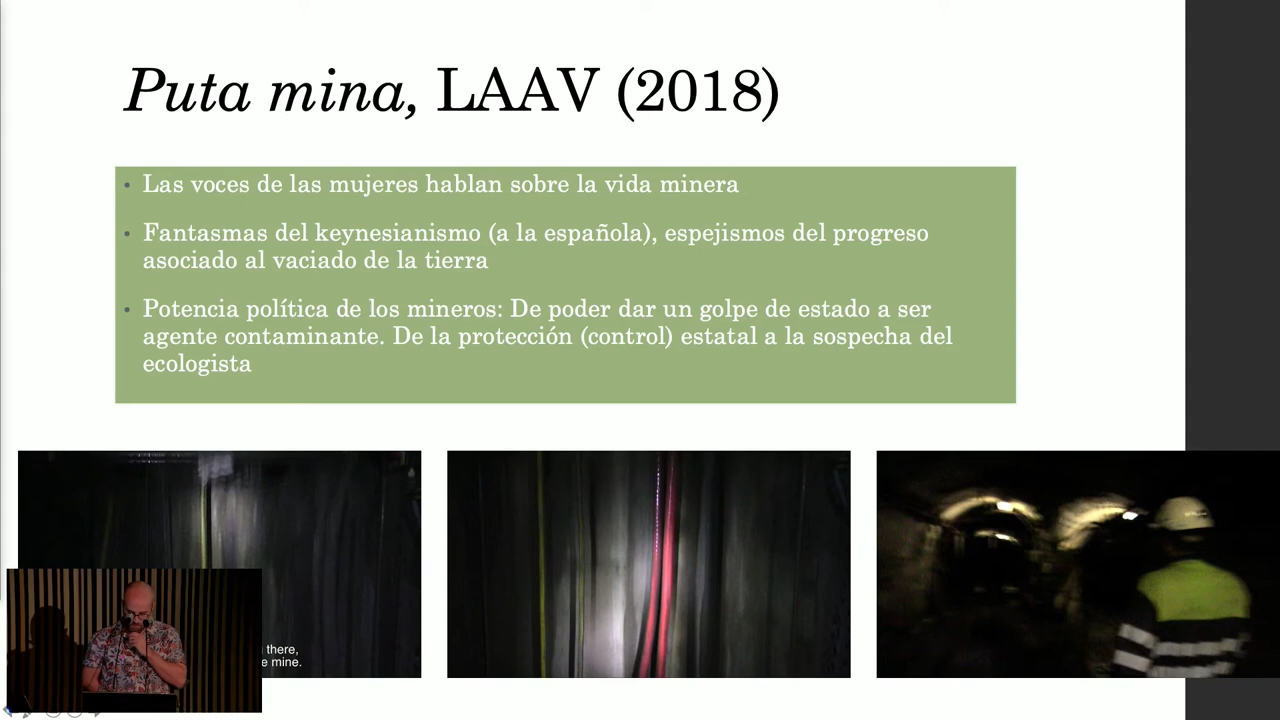 Puta mina, LAAV (2018)
• Las voces de las mujeres hablan sobre la vida minera
• Fantasmas del keynesianismo (a la española), espejismos del progreso
asociado al vaciado de la tierra
• Potencia política de los mineros: De poder dar un golpe de estado a ser
agente contaminante. De la protección (control) estatal a la sospecha del
ecologista
there,
mine.